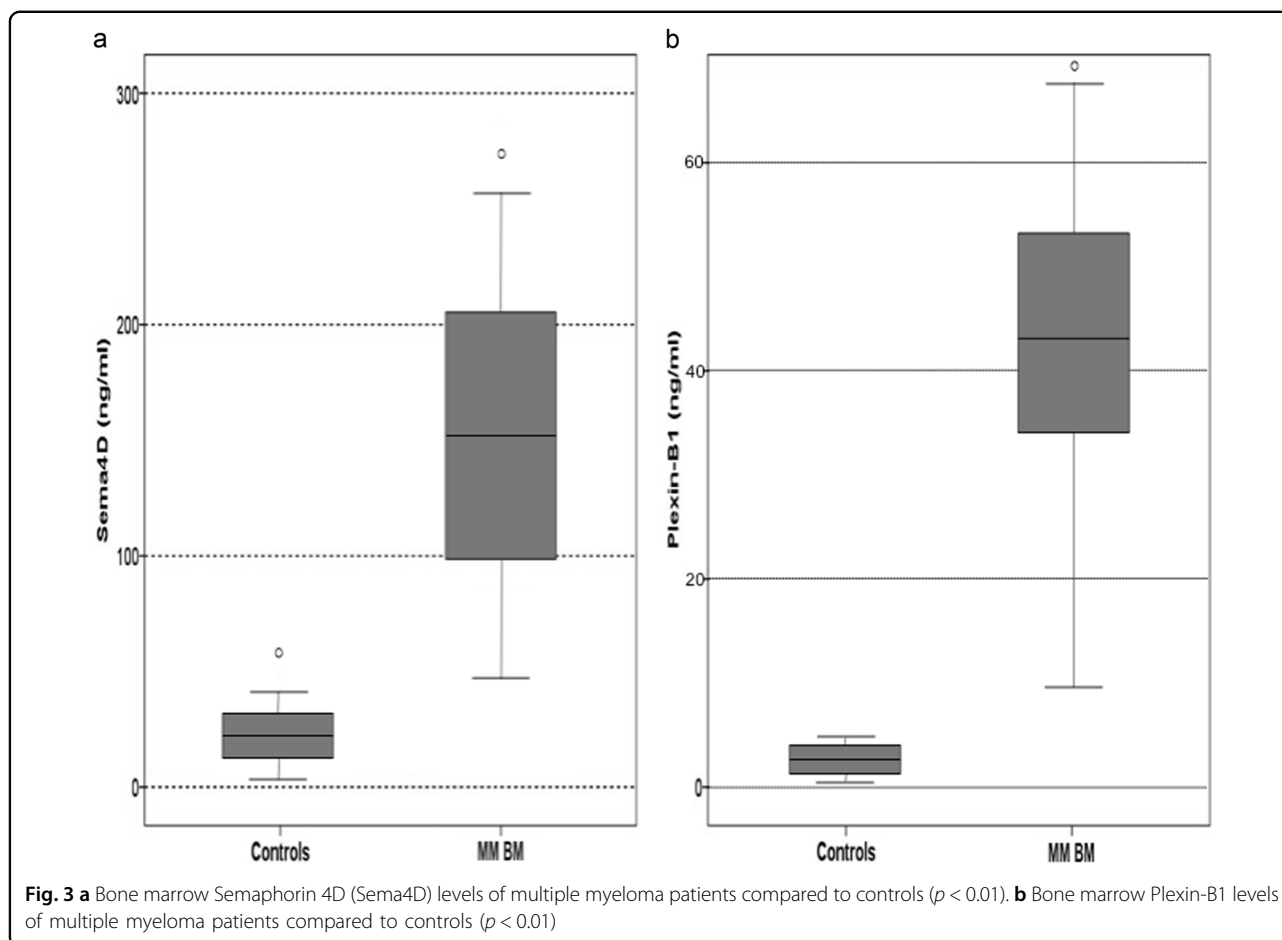 a
300
200
100
0
Sema4D (ng/ml)
Controls
MM BM
b
60
40
20
0
Plexin-B1 (ng/ml)
Controls
MM BM
Fig. 3 a Bone marrow Semaphorin 4D (Sema4D) levels of multiple myeloma patients compared to controls (p < 0.01). b Bone marrow Plexin-B1 levels
of multiple myeloma patients compared to controls (p < 0.01)